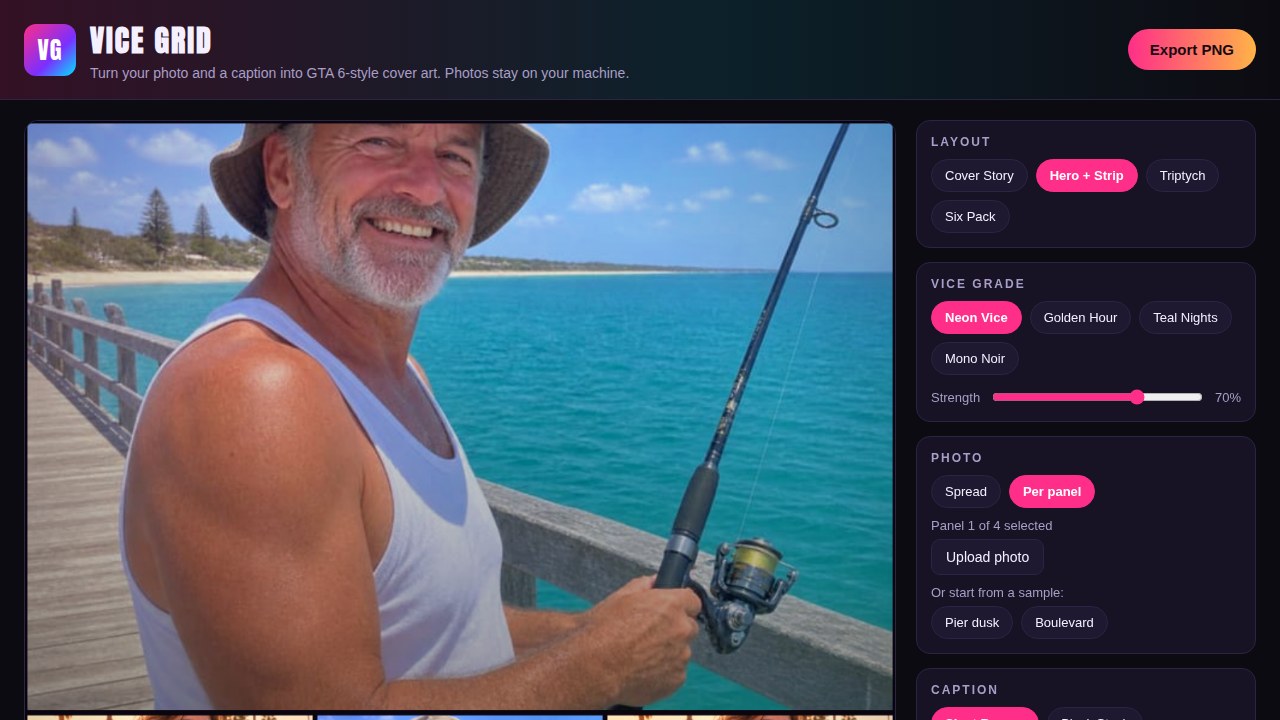 VG
VICE GRID
Turn your photo and a caption into GTA 6-style cover art. Photos stay on your machine.
Export PNG
LAYOUT
Cover Story
Hero + Strip
Triptych
Six Pack
VICE GRADE
Neon Vice
Golden Hour
Teal Nights
Mono Noir
Strength
70%
PHOTO
Spread
Per panel
Panel 1 of 4 selected
Upload photo
Or start from a sample:
Pier dusk
Boulevard
CAPTION